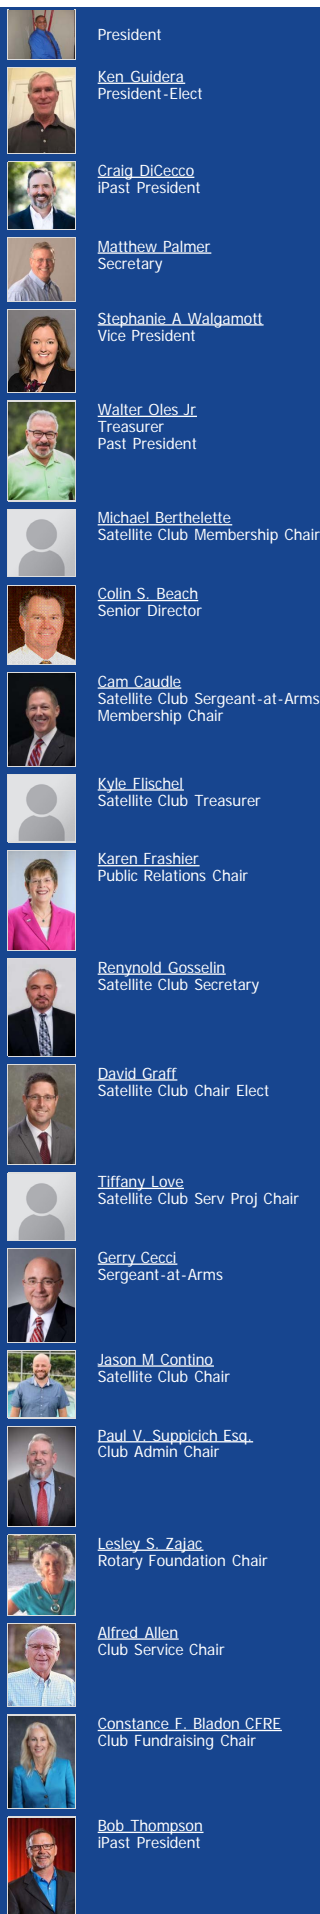 President
Ken Guidera
President-Elect
Craig DiCecco
iPast President
Matthew Palmer
Secretary
Stephanie A Walgamott
Vice President
Walter Oles Jr
Treasurer
Past President
Michael Berthelette
Satellite Club Membership Chair
Colin S. Beach
Senior Director
Cam Caudle
Satellite Club Sergeant-at-Arms
Membership Chair
Kyle Flischel
Satellite Club Treasurer
Karen Frashier
Public Relations Chair
Renynold Gosselin
Satellite Club Secretary
David Graff
Satellite Club Chair Elect
Tiffany Love
Satellite Club Serv Proj Chair
Gerry Cecci
Sergeant-at-Arms
Jason M Contino
Satellite Club Chair
Paul V. Suppicich Esq.
Club Admin Chair
Lesley S. Zajac
Rotary Foundation Chair
Alfred Allen
Club Service Chair
Constance F. Bladon CFRE
Club Fundraising Chair
Bob Thompson
iPast President